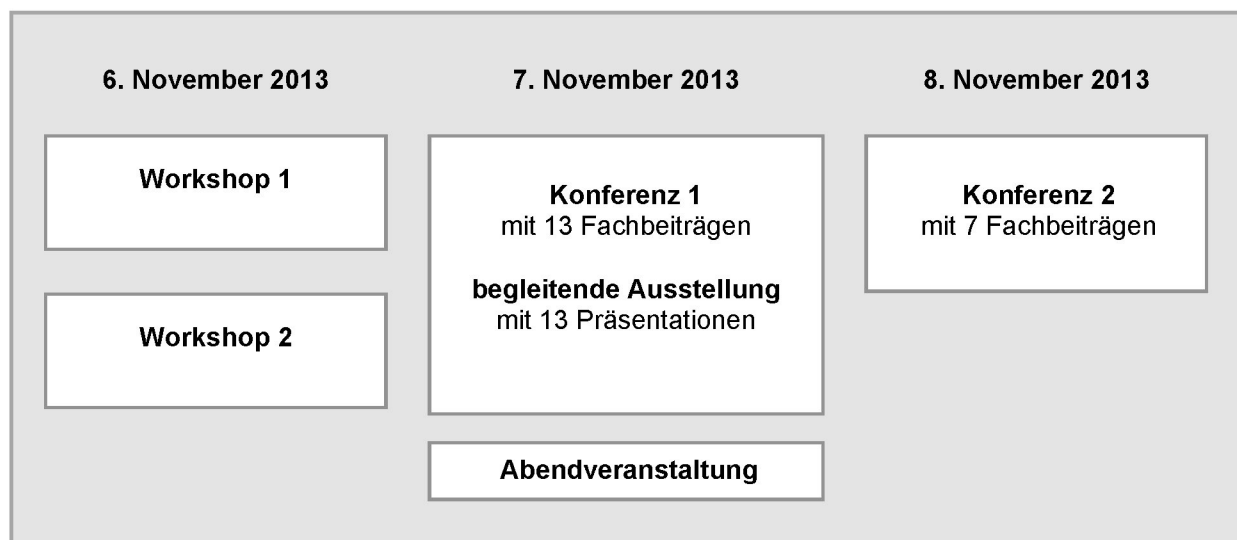 6. November 2013
Workshop 1
Workshop 2
7. November 2013
Konferenz 1
mit 13 Fachbeiträgen
begleitende Ausstellung
mit 13 Präsentationen
Abendveranstaltung
8. November 2013
Konferenz 2
mit 7 Fachbeiträgen